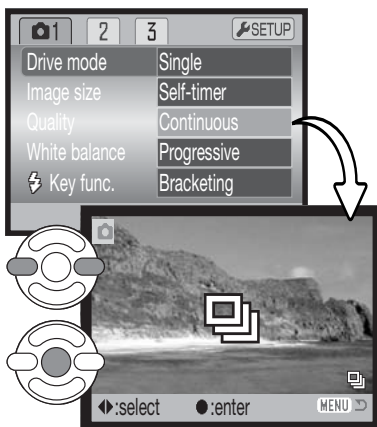 1 2 3 SETUP
Drive mode Single
Image size Self-timer
Quality Continuous
White balance Progressive
Key func. Bracketing
:select :enter MENU